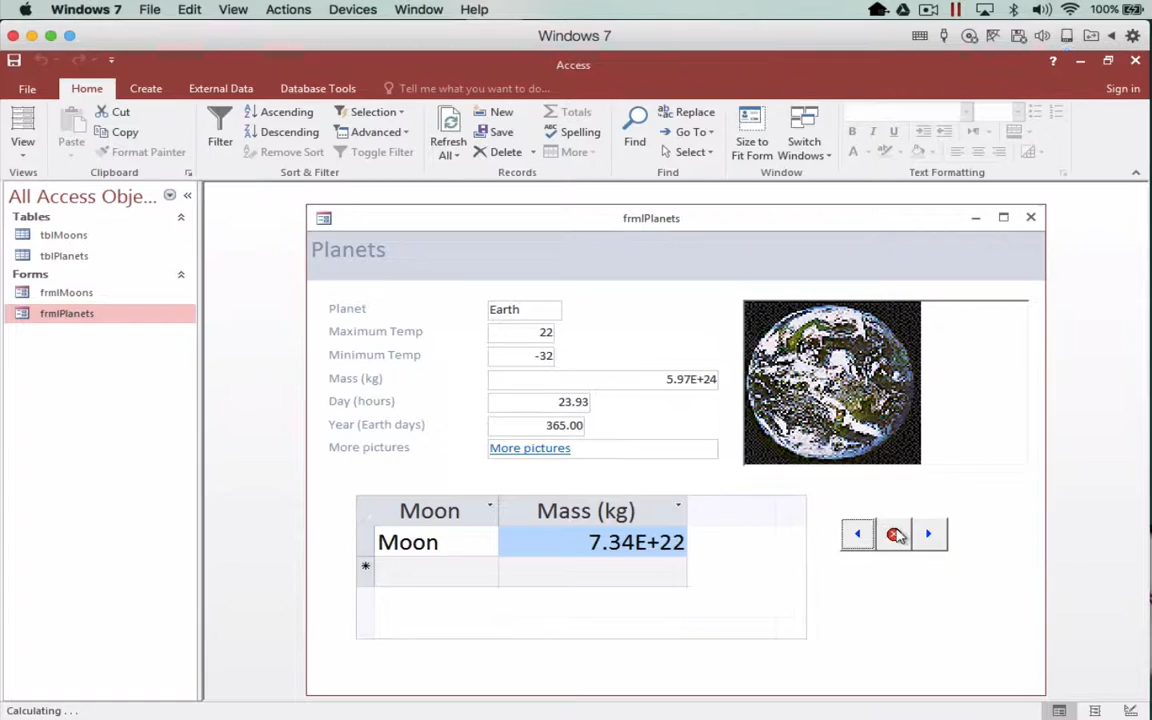 Windows 7 File Edit View Actions Devices Window Help 100%
Windows 7
Access
? Sign in
File Home Create External Data Database Tools Tell me what you want to do...
View Paste Cut Filter Ascending Selection Refresh All New Totals Find Replace Size to Fit Form Switch Windows
Copy Descending Advanced Save Spelling Go To B I U
Format Painter Remove Sort Toggle Filter Delete More Select A
Views Clipboard Sort & Filter Records Find Window Text Formatting
All Access Obje...
Tables
tblMoons
tblPlanets
Forms
frmlMoons
frmlPlanets
frmlPlanets
Planets
Planet Earth
Maximum Temp 22
Minimum Temp -32
Mass (kg) 5.97E+24
Day (hours) 23.93
Year (Earth days) 365.00
More pictures More pictures
Moon Mass (kg)
Moon 7.34E+22
*
Calculating . . .